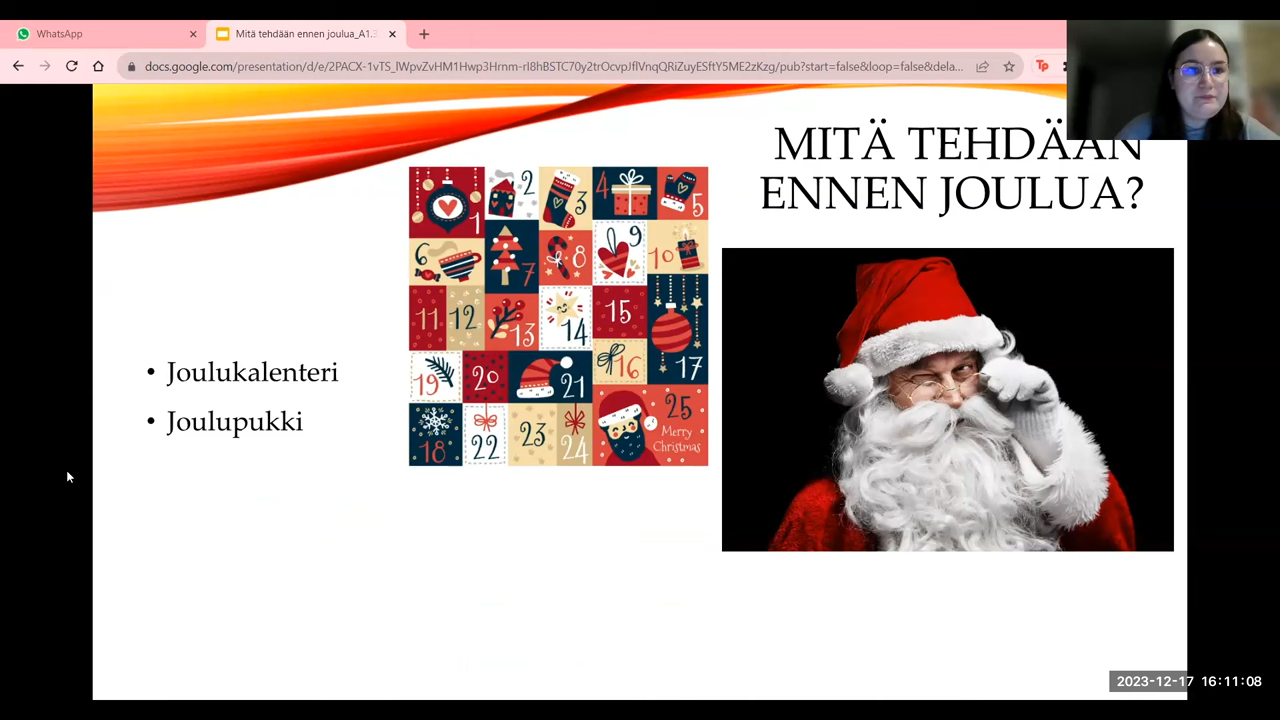 WhatsApp
Mitä tehdään ennen joulua_A1.
docs.google.com/presentation/d/e/2PACX-1vTS_lWpvZvHM1Hwp3Hmm-rI8hBSTC70y2trOcvpJflVnqQRiZuyESftY5ME2zKzg/pub?start=false&loop=false&dela...
Tp
MITÄ TEHDÄÄN
ENNEN JOULUA?
1 2 3 4 5
6 7 8 9 10
11 12 13 14 15
16 17
19 20 21
18 22 23 24 25
Merry
Christmas
• Joulukalenteri
• Joulupukki
2023-12-17 16:11:08